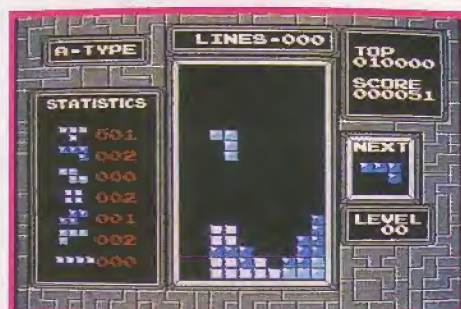 A-TYPE
LINES-000
TOP
010000
SCORE
000051
STATISTICS
001
002
000
002
001
002
000
NEXT
LEVEL
00